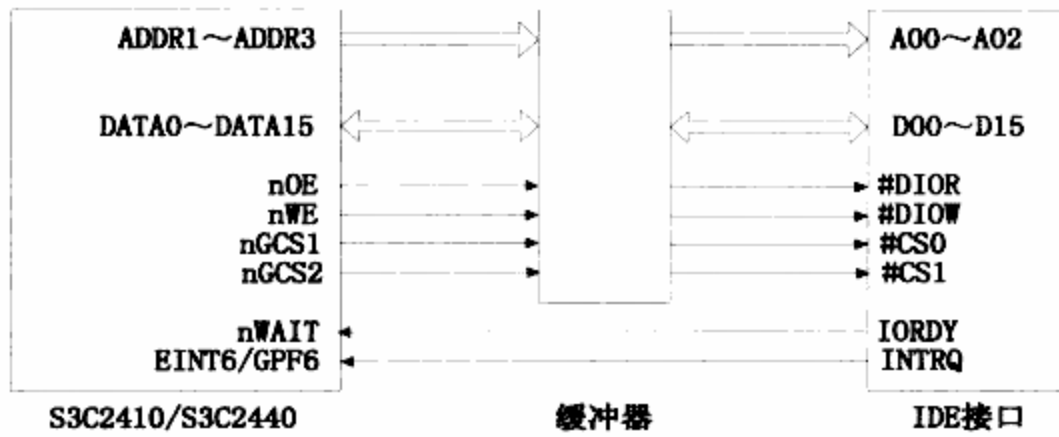 ADDR1～ADDR3 A00～A02
DATA0～DATA15 D00～D15
nOE #DIOR
nWE #DIOW
nGCS1 #CS0
nGCS2 #CS1
nWAIT IORDY
EINT6/GPF6 INTRQ
S3C2410/S3C2440 缓冲器 IDE接口